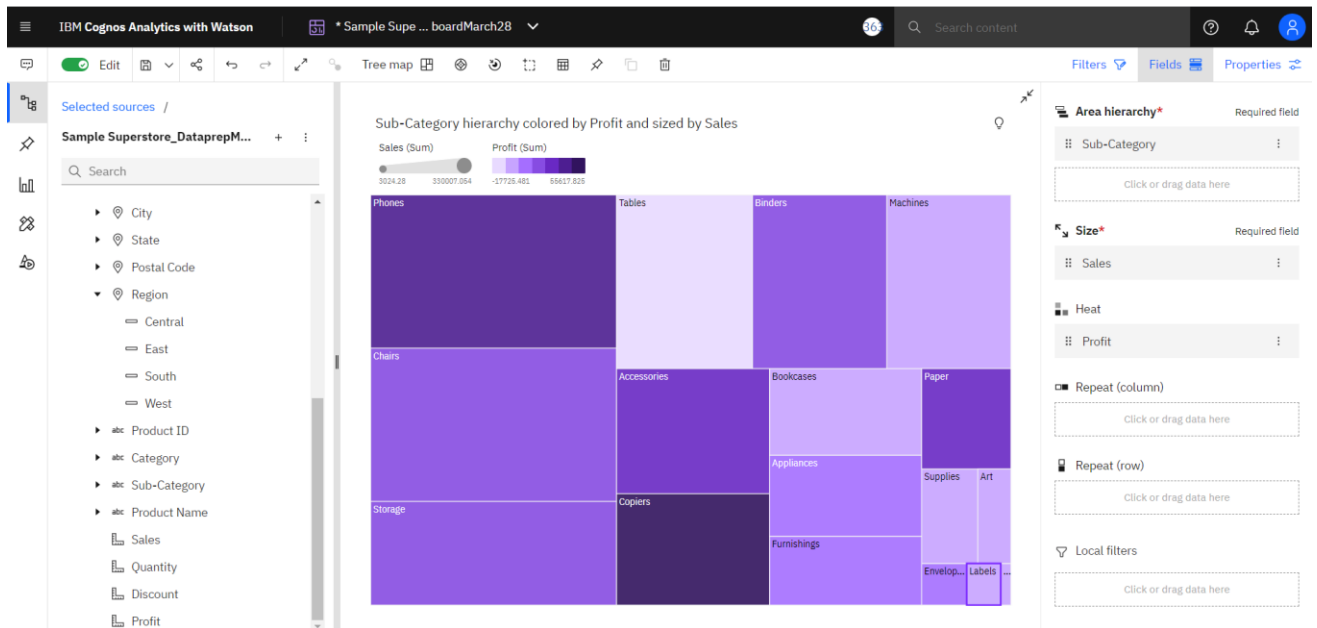 IBM Cognos Analytics with Watson
* Sample Supe ... boardMarch28
Search content
Edit
Tree map
Filters
Fields
Properties
Selected sources /
Sample Superstore_DataprepM...
Search
City
State
Postal Code
Region
Central
East
South
West
abc Product ID
abc Category
abc Sub-Category
abc Product Name
Sales
Quantity
Discount
Profit
Sub-Category hierarchy colored by Profit and sized by Sales
Sales (Sum)
3024.28 330007.054
Profit (Sum)
-17725.481 55617.825
Phones
Tables
Binders
Machines
Chairs
Accessories
Bookcases
Paper
Appliances
Supplies
Art
Storage
Copiers
Furnishings
Envelop...
Labels
...
Area hierarchy* Required field
Sub-Category
Click or drag data here
Size* Required field
Sales
Heat
Profit
Repeat (column)
Click or drag data here
Repeat (row)
Click or drag data here
Local filters
Click or drag data here